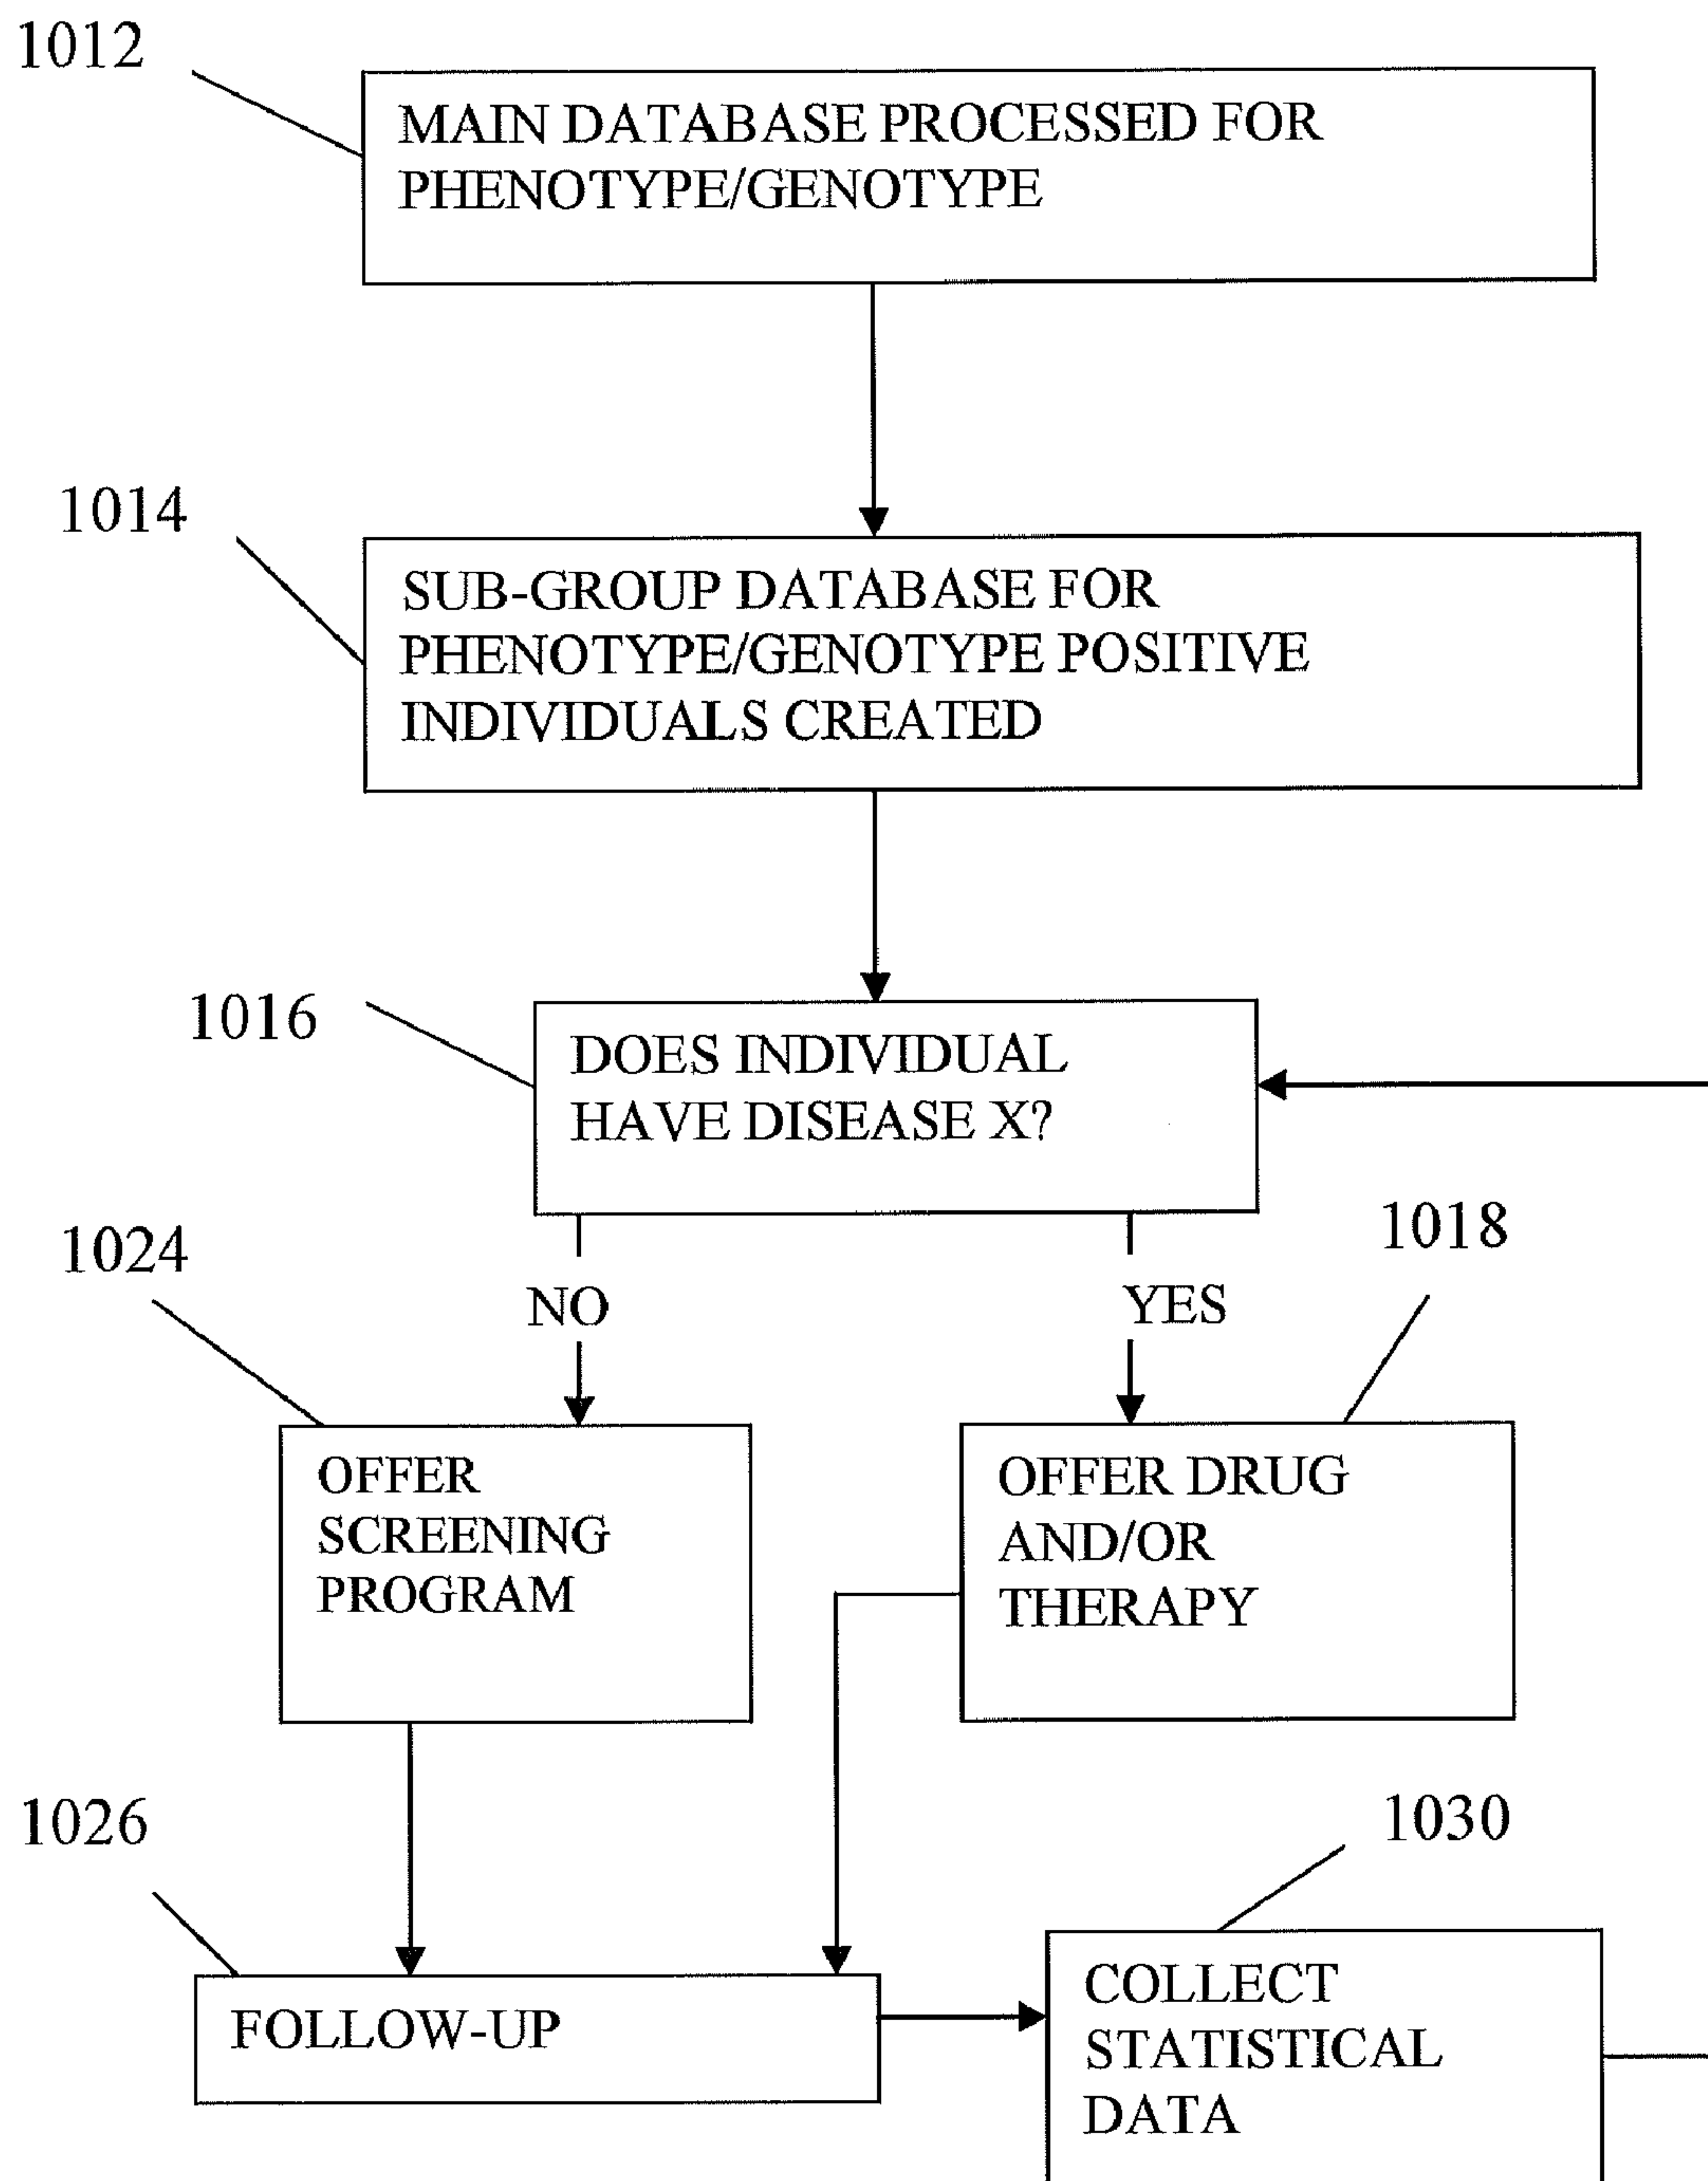 1012
MAIN DATABASE PROCESSED FOR
PHENOTYPE/GENOTYPE
1014
SUB-GROUP DATABASE FOR
PHENOTYPE/GENOTYPE POSITIVE
INDIVIDUALS CREATED
1016
DOES INDIVIDUAL
HAVE DISEASE X?
1024
NO
YES
1018
OFFER
SCREENING
PROGRAM
OFFER DRUG
AND/OR
THERAPY
1026
FOLLOW-UP
1030
COLLECT
STATISTICAL
DATA